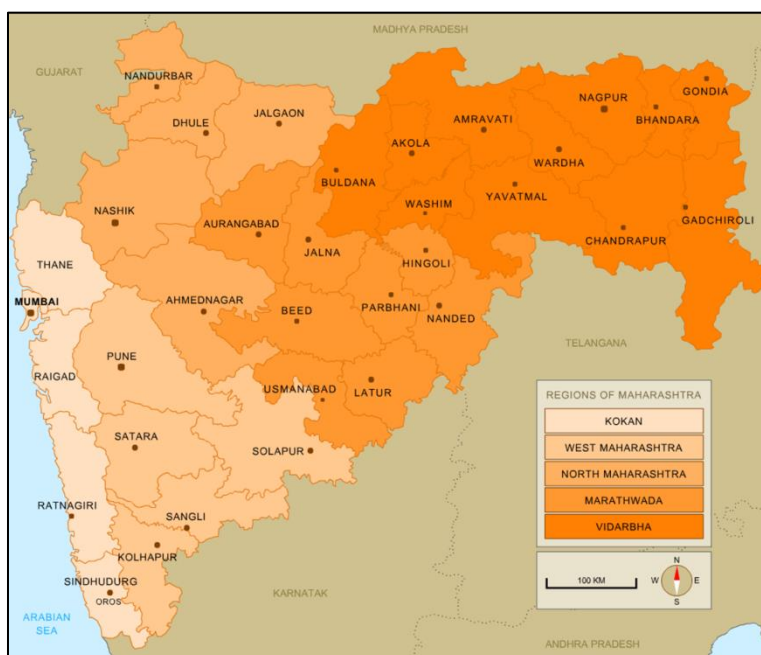 MADHYA PRADESH
GUJARAT
NANDURBAR
DHULE
JALGAON
NASHIK
AURANGABAD
JALNA
BULDANA
AKOLA
AMRAVATI
WASHIM
YAVATMAL
WARDHA
NAGPUR
BHANDARA
GONDIA
GADCHIROLI
CHANDRAPUR
HINGOLI
PARBHANI
NANDED
THANE
MUMBAI
AHMEDNAGAR
BEED
RAIGAD
PUNE
USMANABAD
LATUR
TELANGANA
SATARA
SOLAPUR
RATNAGIRI
SANGLI
KOLHAPUR
SINDHUDURG
OROS
KARNATAK
ARABIAN
SEA
ANDHRA PRADESH
REGIONS OF MAHARASHTRA
KOKAN
WEST MAHARASHTRA
NORTH MAHARASHTRA
MARATHWADA
VIDARBHA
100 KM
N
W E
S